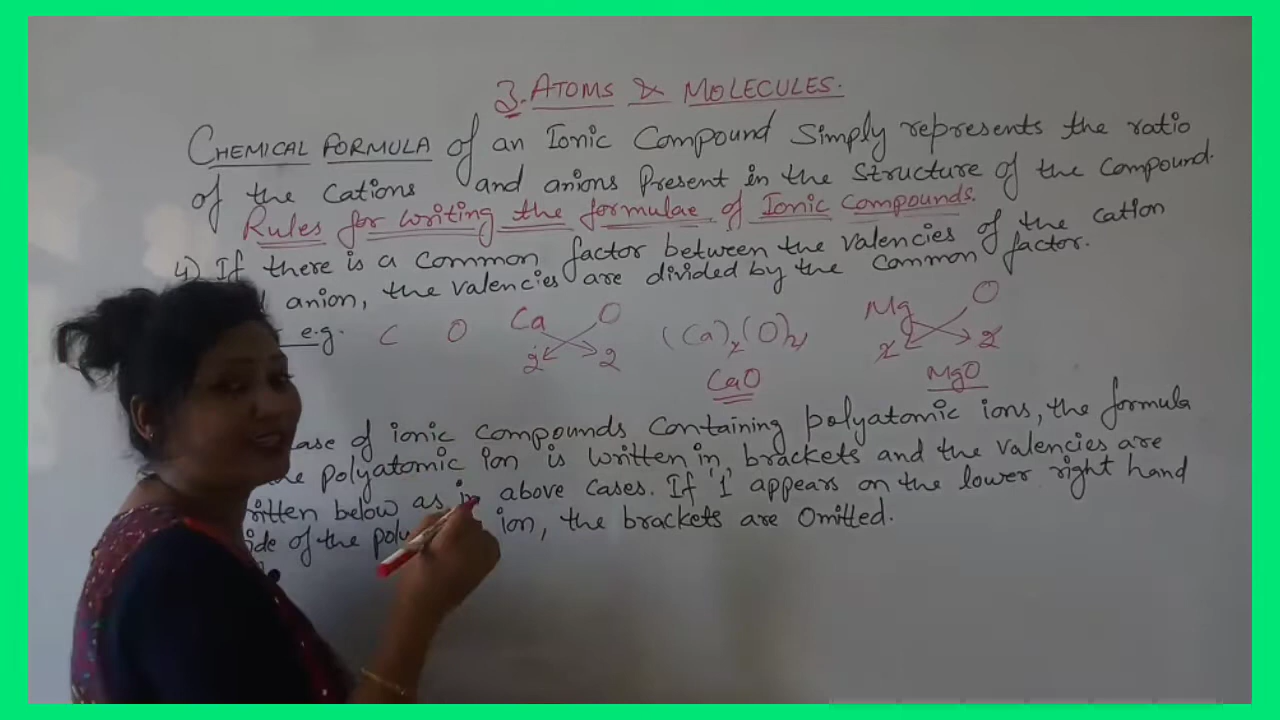 3. ATOMS & MOLECULES.
CHEMICAL FORMULA of an Ionic Compound Simply represents the ratio
of the Cations and anions Present in the Structure of the Compound.
Rules for writing the formulae of Ionic Compounds.
4) If there is a Common factor between the valencies of the cation
anion, the valencies are divided by the Common factor.
e.g. C O Ca O (Ca)2(O)2 Mg O
2 2 2 2
CaO MgO
of ionic compounds Containing polyatomic ions, the formula
polyatomic ion is written in brackets and the valencies are
below as in above Cases. If '1' appears on the lower right hand
of the ion, the brackets are omitted.